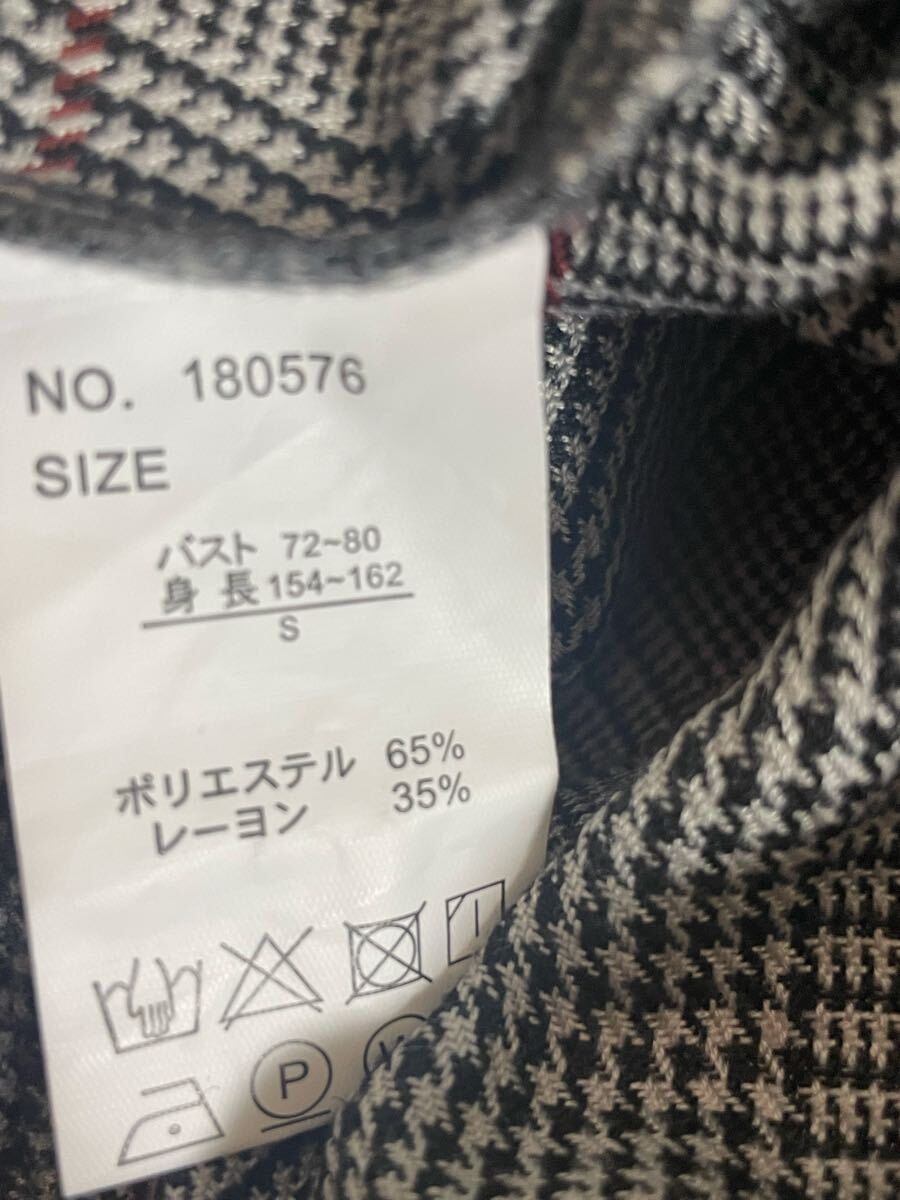 NO. 180576
SIZE
バスト 72~80
身 長 154~162
S
ポリエステル 65%
レーヨン 35%
P